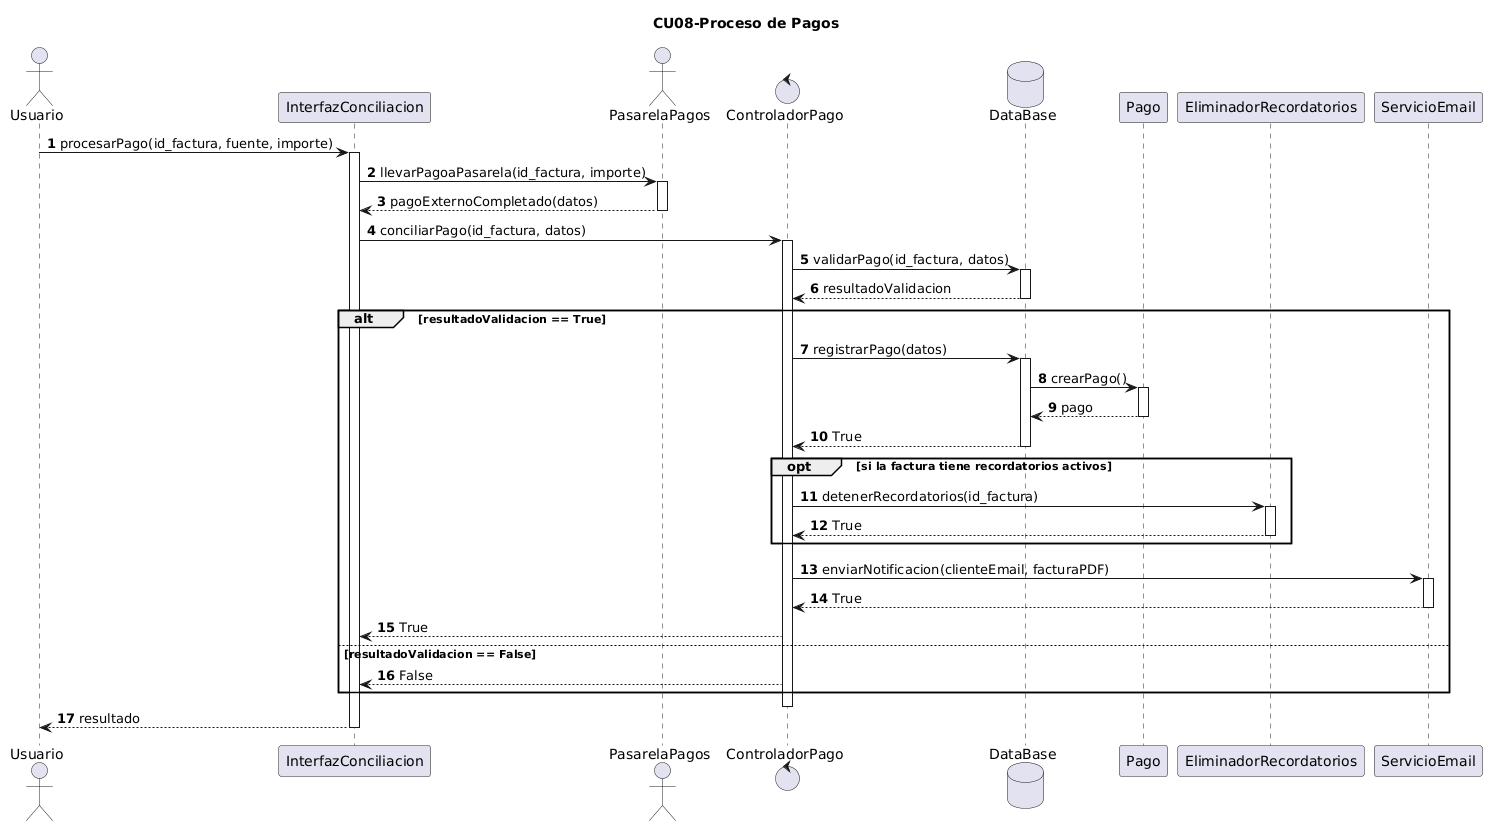 CU08-Proceso de Pagos
Usuario
InterfazConciliacion
PasarelaPagos
ControladorPago
DataBase
Pago
EliminadorRecordatorios
ServicioEmail
1 procesarPago(id_factura, fuente, importe)
2 llevarPagoaPasarela(id_factura, importe)
3 pagoExternoCompletado(datos)
4 conciliarPago(id_factura, datos)
5 validarPago(id_factura, datos)
6 resultadoValidacion
alt [resultadoValidacion == True]
7 registrarPago(datos)
8 crearPago()
9 pago
10 True
opt [si la factura tiene recordatorios activos]
11 detenerRecordatorios(id_factura)
12 True
13 enviarNotificacion(clienteEmail, facturaPDF)
14 True
15 True
[resultadoValidacion == False]
16 False
17 resultado
Usuario
InterfazConciliacion
PasarelaPagos
ControladorPago
DataBase
Pago
EliminadorRecordatorios
ServicioEmail